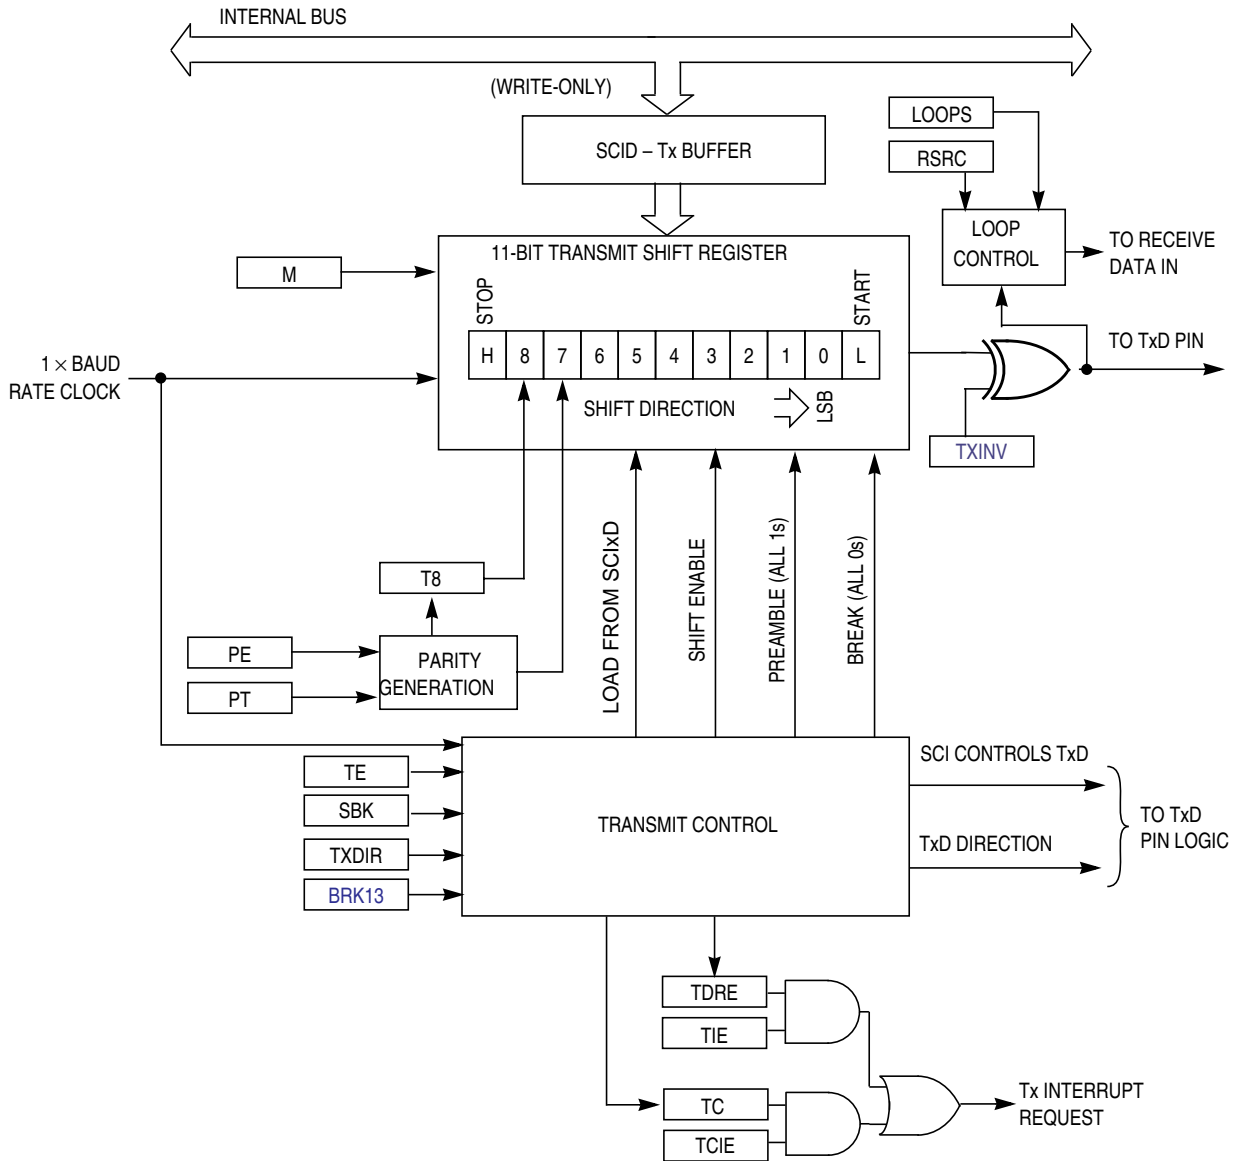 INTERNAL BUS
(WRITE-ONLY)
SCID – Tx BUFFER
LOOPS
RSRC
LOOP
CONTROL
TO RECEIVE
DATA IN
11-BIT TRANSMIT SHIFT REGISTER
M
STOP
START
H 8 7 6 5 4 3 2 1 0 L
1 × BAUD
RATE CLOCK
SHIFT DIRECTION
LSB
TO TxD PIN
TXINV
LOAD FROM SCIxD
SHIFT ENABLE
PREAMBLE (ALL 1s)
BREAK (ALL 0s)
T8
PE
PT
PARITY
GENERATION
TE
SBK
TXDIR
BRK13
TRANSMIT CONTROL
SCI CONTROLS TxD
TxD DIRECTION
TO TxD
PIN LOGIC
TDRE
TIE
TC
TCIE
Tx INTERRUPT
REQUEST